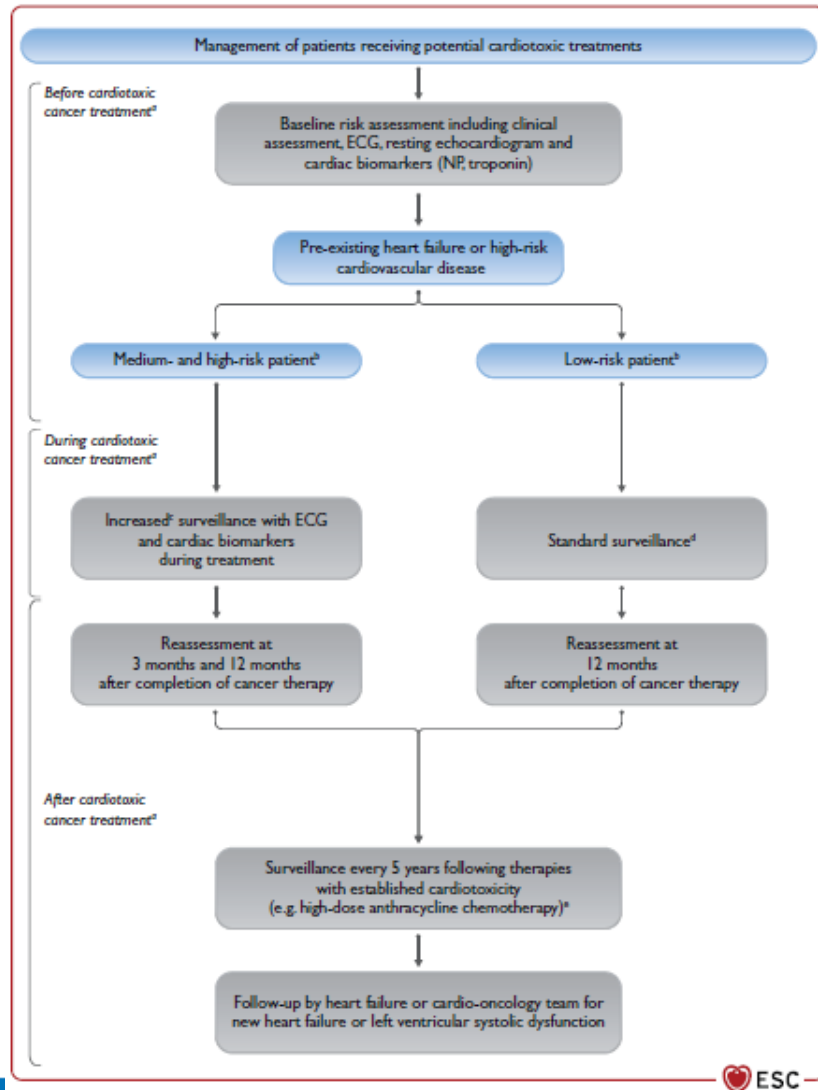 Management of patients receiving potential cardiotoxic treatments
Before cardiotoxic
cancer treatmentᵃ
Baseline risk assessment including clinical
assessment, ECG, resting echocardiogram and
cardiac biomarkers (NP, troponin)
Pre-existing heart failure or high-risk
cardiovascular disease
Medium- and high-risk patientᵇ
Low-risk patientᵇ
During cardiotoxic
cancer treatmentᵃ
Increasedᶜ surveillance with ECG
and cardiac biomarkers
during treatment
Standard surveillanceᵈ
Reassessment at
3 months and 12 months
after completion of cancer therapy
Reassessment at
12 months
after completion of cancer therapy
After cardiotoxic
cancer treatmentᵃ
Surveillance every 5 years following therapies
with established cardiotoxicity
(e.g. high-dose anthracycline chemotherapy)ᵉ
Follow-up by heart failure or cardio-oncology team for
new heart failure or left ventricular systolic dysfunction
ESC